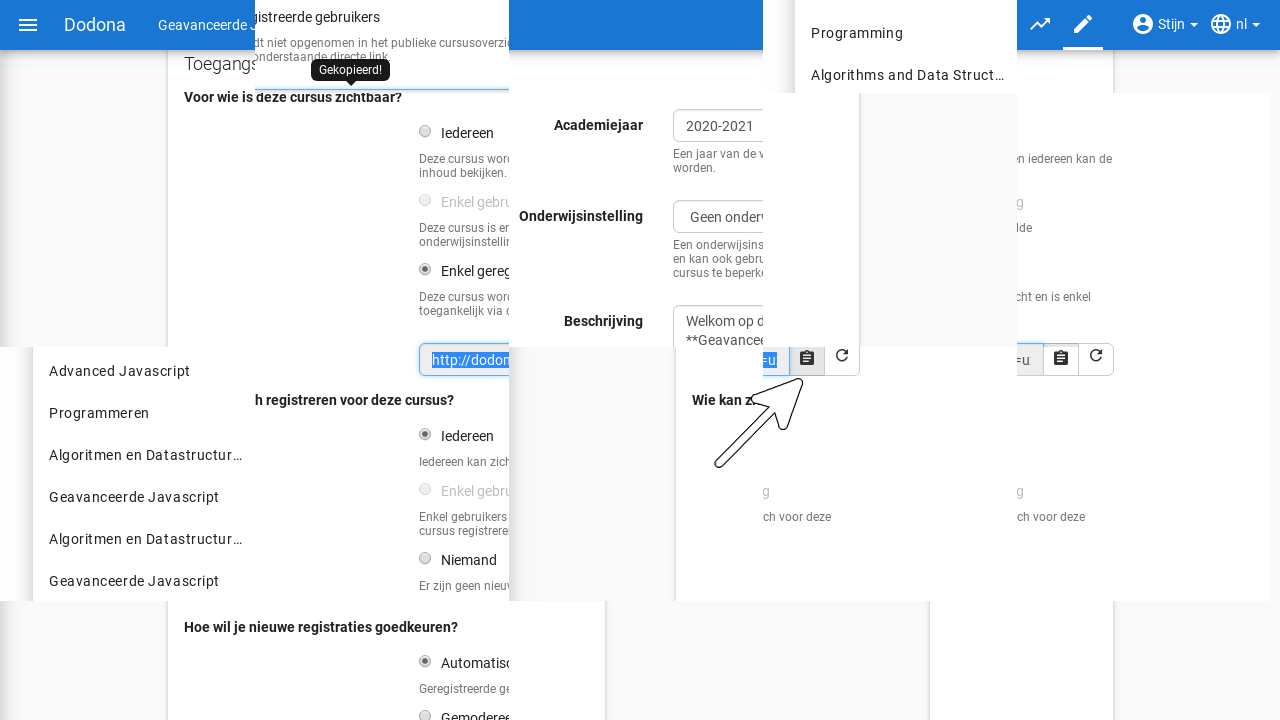 Dodona
Geavanceerde J
gistreerde gebruikers
Stijn
nl
dt niet opgenomen in het publieke cursusoverzic
onderstaande directe link.
Gekopieerd!
Programming
Algorithms and Data Struct…
Toegangs
Voor wie is deze cursus zichtbaar?
Iedereen
Deze cursus word
inhoud bekijken.
Enkel gebru
Deze cursus is en
onderwijsinstellin
Enkel gereg
Deze cursus word
toegankelijk via o
http://dodon
Academiejaar
2020-2021
Een jaar van de v
worden.
Onderwijsinstelling
Geen onderw
Een onderwijsins
en kan ook gebru
cursus te beperke
Beschrijving
Welkom op d
**Geavancee
en iedereen kan de
g
lde
cht en is enkel
=u
=u
Advanced Javascript
Programmeren
Algoritmen en Datastructur…
Geavanceerde Javascript
Algoritmen en Datastructur…
Geavanceerde Javascript
h registreren voor deze cursus?
Iedereen
Iedereen kan zich
Enkel gebru
Enkel gebruikers
cursus registrere
Niemand
Er zijn geen nieuw
Wie kan z
g
ch voor deze
g
ch voor deze
Hoe wil je nieuwe registraties goedkeuren?
Automatisc
Geregistreerde ge
Gemoderee